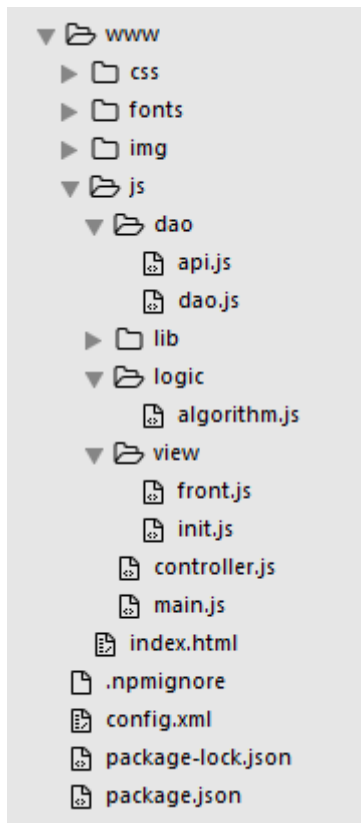 www
css
fonts
img
js
dao
api.js
dao.js
lib
logic
algorithm.js
view
front.js
init.js
controller.js
main.js
index.html
.npmignore
config.xml
package-lock.json
package.json